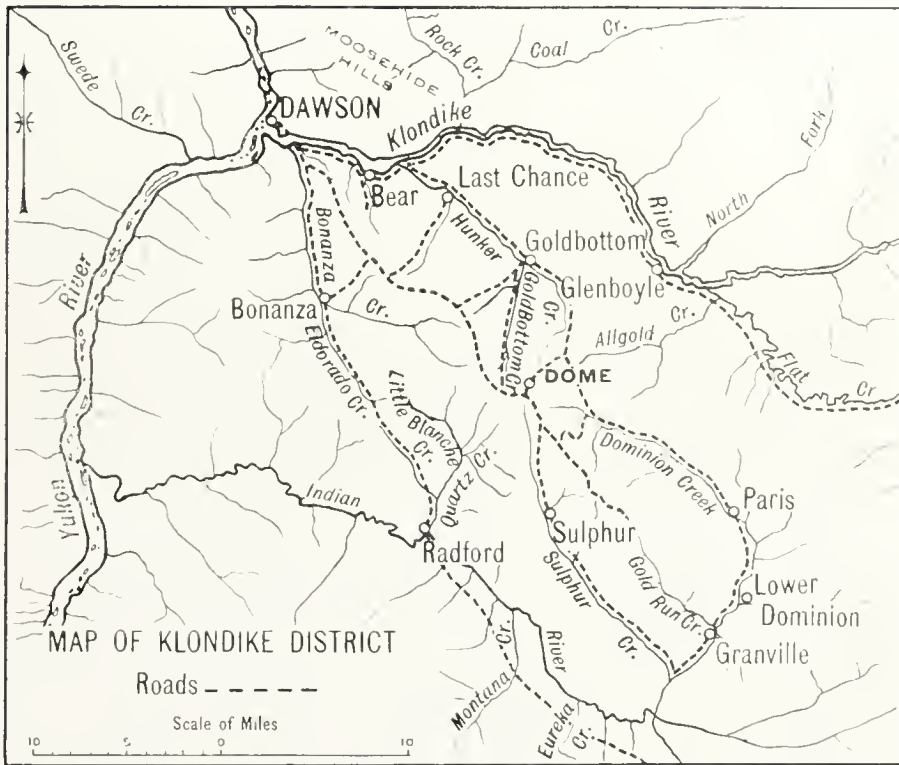 Swede
Cr.
MOOSEHIDE
HILLS
Rock Cr.
Coal Cr.
DAWSON
Klondike
River
North Fork
Bear
Last Chance
Hunker
Cr.
Goldbottom
Glenboyle
Bonanza
Bonanza
Cr.
Gold Bottom Cr.
Allgold Cr.
Flat
Cr
DOME
Eldorado Cr.
Little Blanche
Cr.
Quartz Cr.
River
Yukon
Indian
Radford
Dominion Creek
Paris
Sulphur
Sulphur
Cr.
Gold Run Cr.
Lower
Dominion
Granville
River
Montana
Cr.
Eureka
Cr.
MAP OF KLONDIKE DISTRICT
Roads
Scale of Miles
10 5 0 10